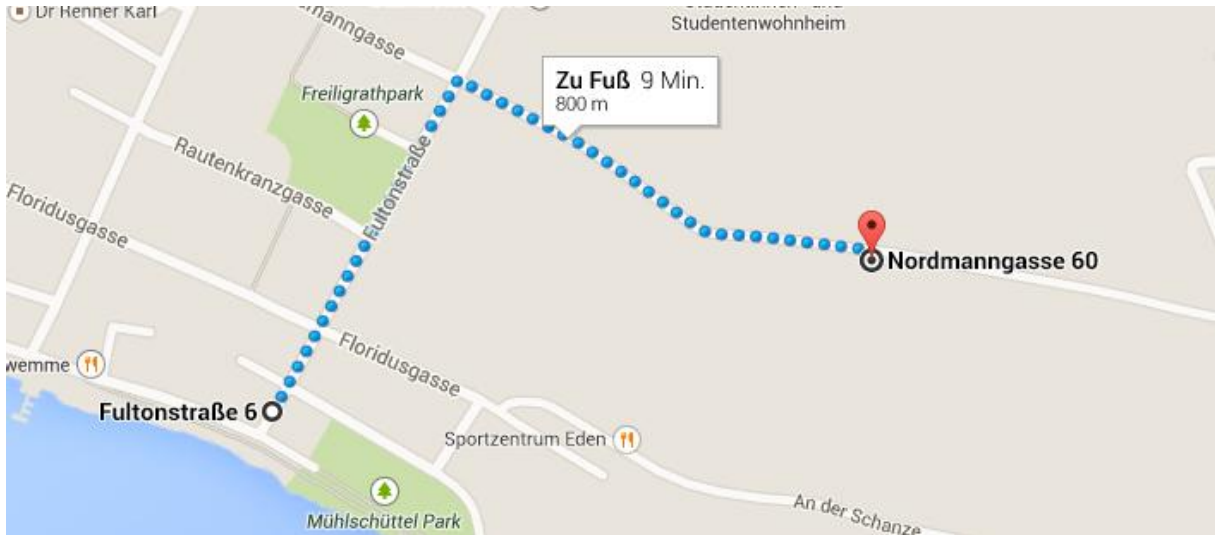 Dr Renner Karl
Studentenwohnheim
Zu Fuß 9 Min.
800 m
Freiligrathpark
Rautenkranzgasse
Fultonstraße
Floridusgasse
Nordmanngasse 60
Floridusgasse
Fultonstraße 6
Sportzentrum Eden
An der Schanze
Mühlschüttel Park